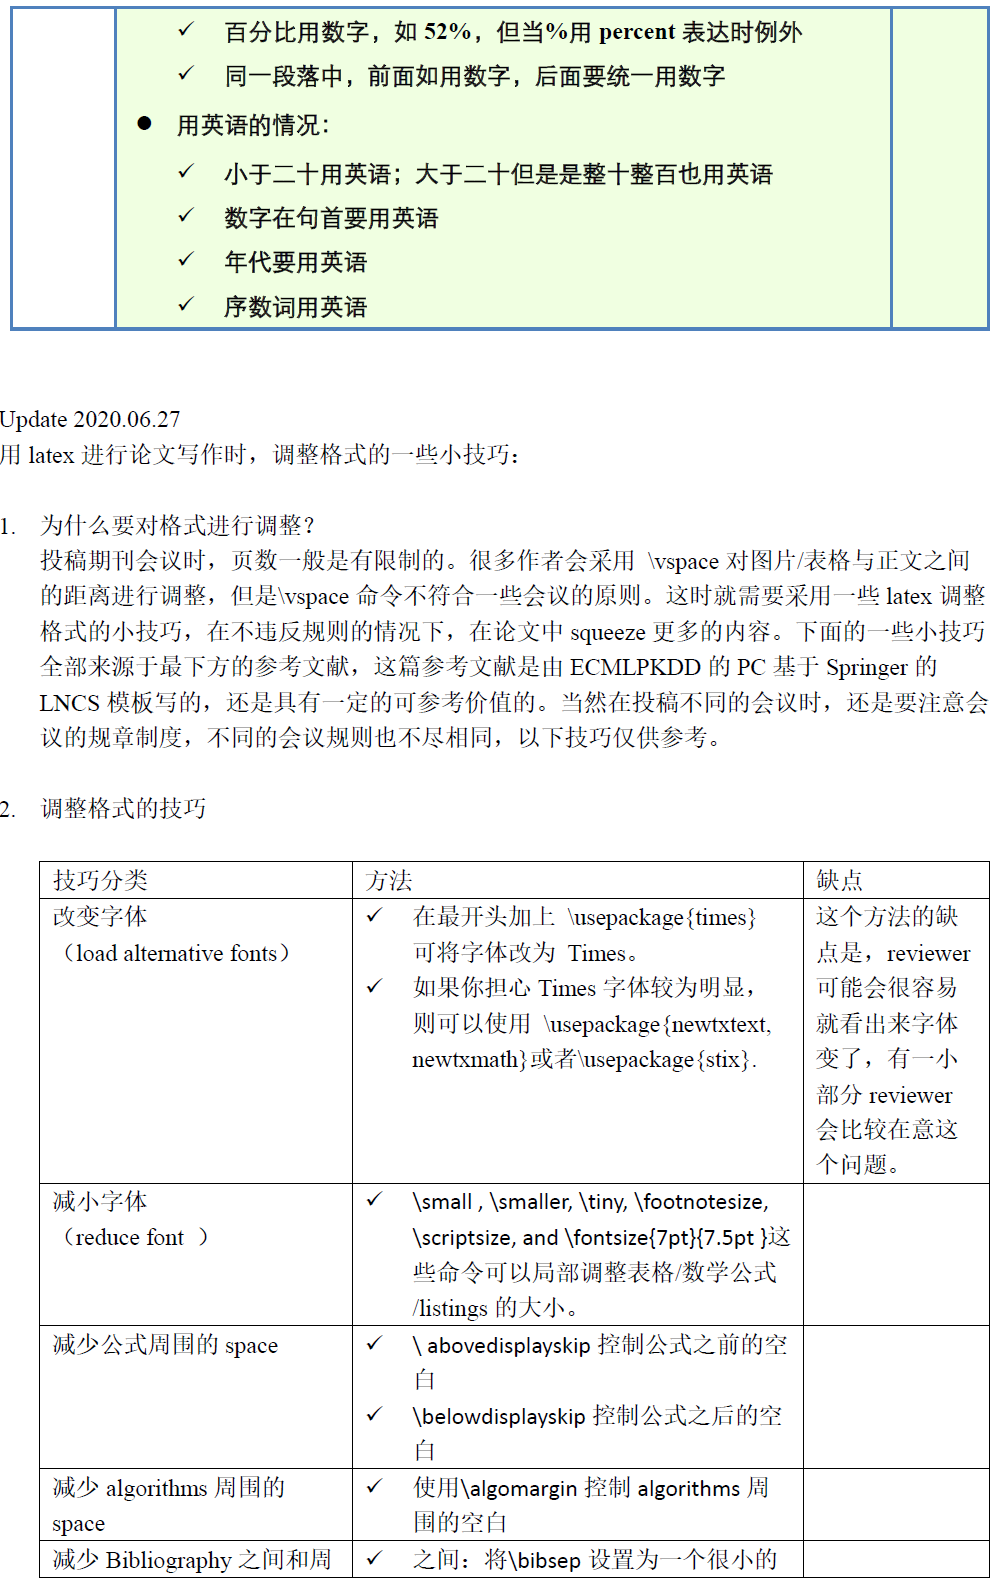 ✓ 百分比用数字，如 52%，但当%用 percent 表达时例外
✓ 同一段落中，前面如用数字，后面要统一用数字
● 用英语的情况：
✓ 小于二十用英语；大于二十但是是整十整百也用英语
✓ 数字在句首要用英语
✓ 年代要用英语
✓ 序数词用英语
Update 2020.06.27
用 latex 进行论文写作时，调整格式的一些小技巧：
1. 为什么要对格式进行调整？
投稿期刊会议时，页数一般是有限制的。很多作者会采用 \vspace 对图片/表格与正文之间
的距离进行调整，但是\vspace 命令不符合一些会议的原则。这时就需要采用一些 latex 调整
格式的小技巧，在不违反规则的情况下，在论文中 squeeze 更多的内容。下面的一些小技巧
全部来源于最下方的参考文献，这篇参考文献是由 ECMLPKDD 的 PC 基于 Springer 的
LNCS 模板写的，还是具有一定的可参考价值的。当然在投稿不同的会议时，还是要注意会
议的规章制度，不同的会议规则也不尽相同，以下技巧仅供参考。
2. 调整格式的技巧
技巧分类
方法
缺点
改变字体
（load alternative fonts）
✓ 在最开头加上 \usepackage{times}
可将字体改为 Times。
✓ 如果你担心 Times 字体较为明显，
则可以使用 \usepackage{newtxtext,
newtxmath}或者\usepackage{stix}.
这个方法的缺
点是，reviewer
可能会很容易
就看出来字体
变了，有一小
部分 reviewer
会比较在意这
个问题。
减小字体
（reduce font ）
✓ \small , \smaller, \tiny, \footnotesize,
\scriptsize, and \fontsize{7pt}{7.5pt }这
些命令可以局部调整表格/数学公式
/listings 的大小。
减少公式周围的 space
✓ \ abovedisplayskip 控制公式之前的空
白
✓ \belowdisplayskip 控制公式之后的空
白
减少 algorithms 周围的
space
✓ 使用\algomargin 控制 algorithms 周
围的空白
减少 Bibliography 之间和周
✓ 之间：将\bibsep 设置为一个很小的